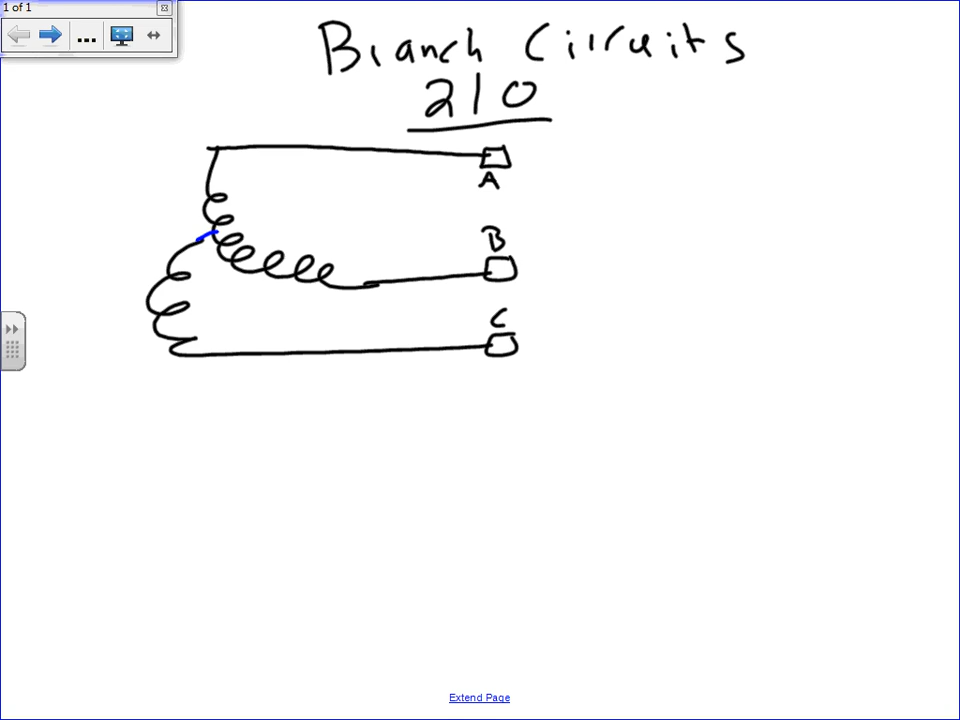 1 of 1
...
Branch Circuits
210
A
B
C
Extend Page